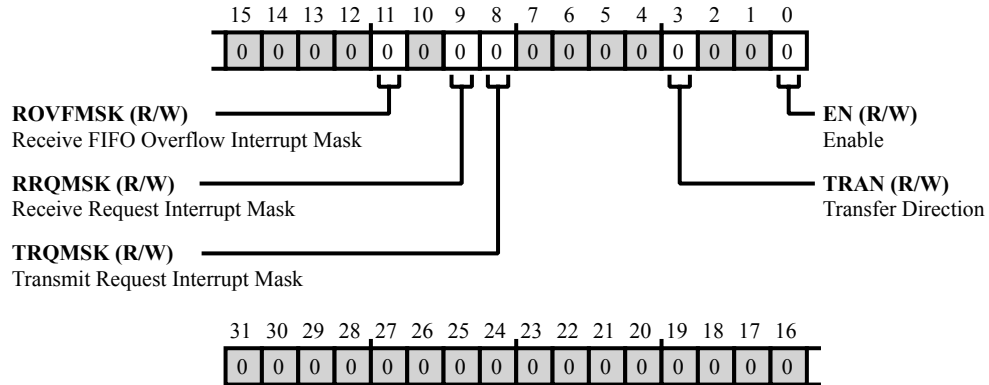 15 14 13 12 11 10 9 8 7 6 5 4 3 2 1 0
0 0 0 0 0 0 0 0 0 0 0 0 0 0 0 0
ROVFMSK (R/W)
Receive FIFO Overflow Interrupt Mask
EN (R/W)
Enable
RRQMSK (R/W)
Receive Request Interrupt Mask
TRAN (R/W)
Transfer Direction
TRQMSK (R/W)
Transmit Request Interrupt Mask
31 30 29 28 27 26 25 24 23 22 21 20 19 18 17 16
0 0 0 0 0 0 0 0 0 0 0 0 0 0 0 0